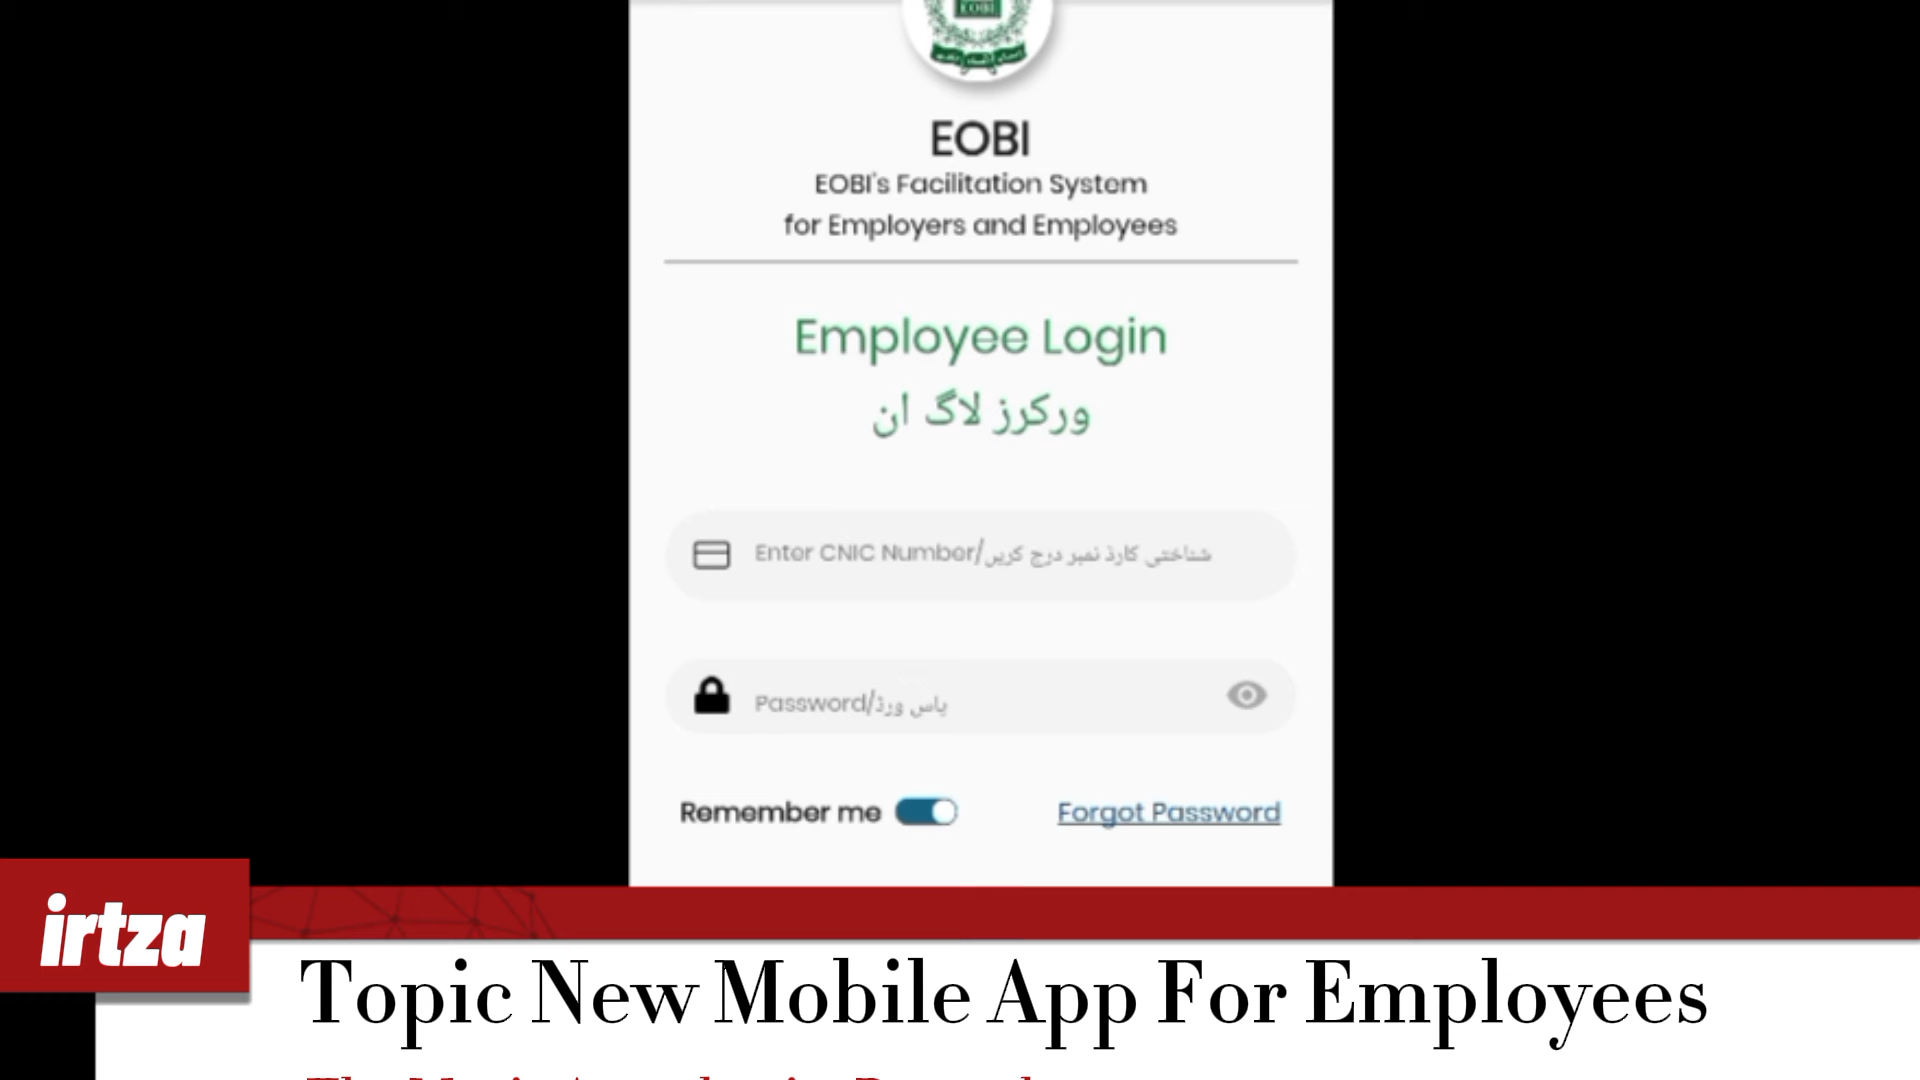 EOBI
EOBI
EOBI's Facilitation System
for Employers and Employees
Employee Login
ورکرز لاگ ان
Enter CNIC Number/شناختی کارڈ نمبر درج کریں
Password/پاس ورڈ
Remember me
Forgot Password
irtza
Topic New Mobile App For Employees